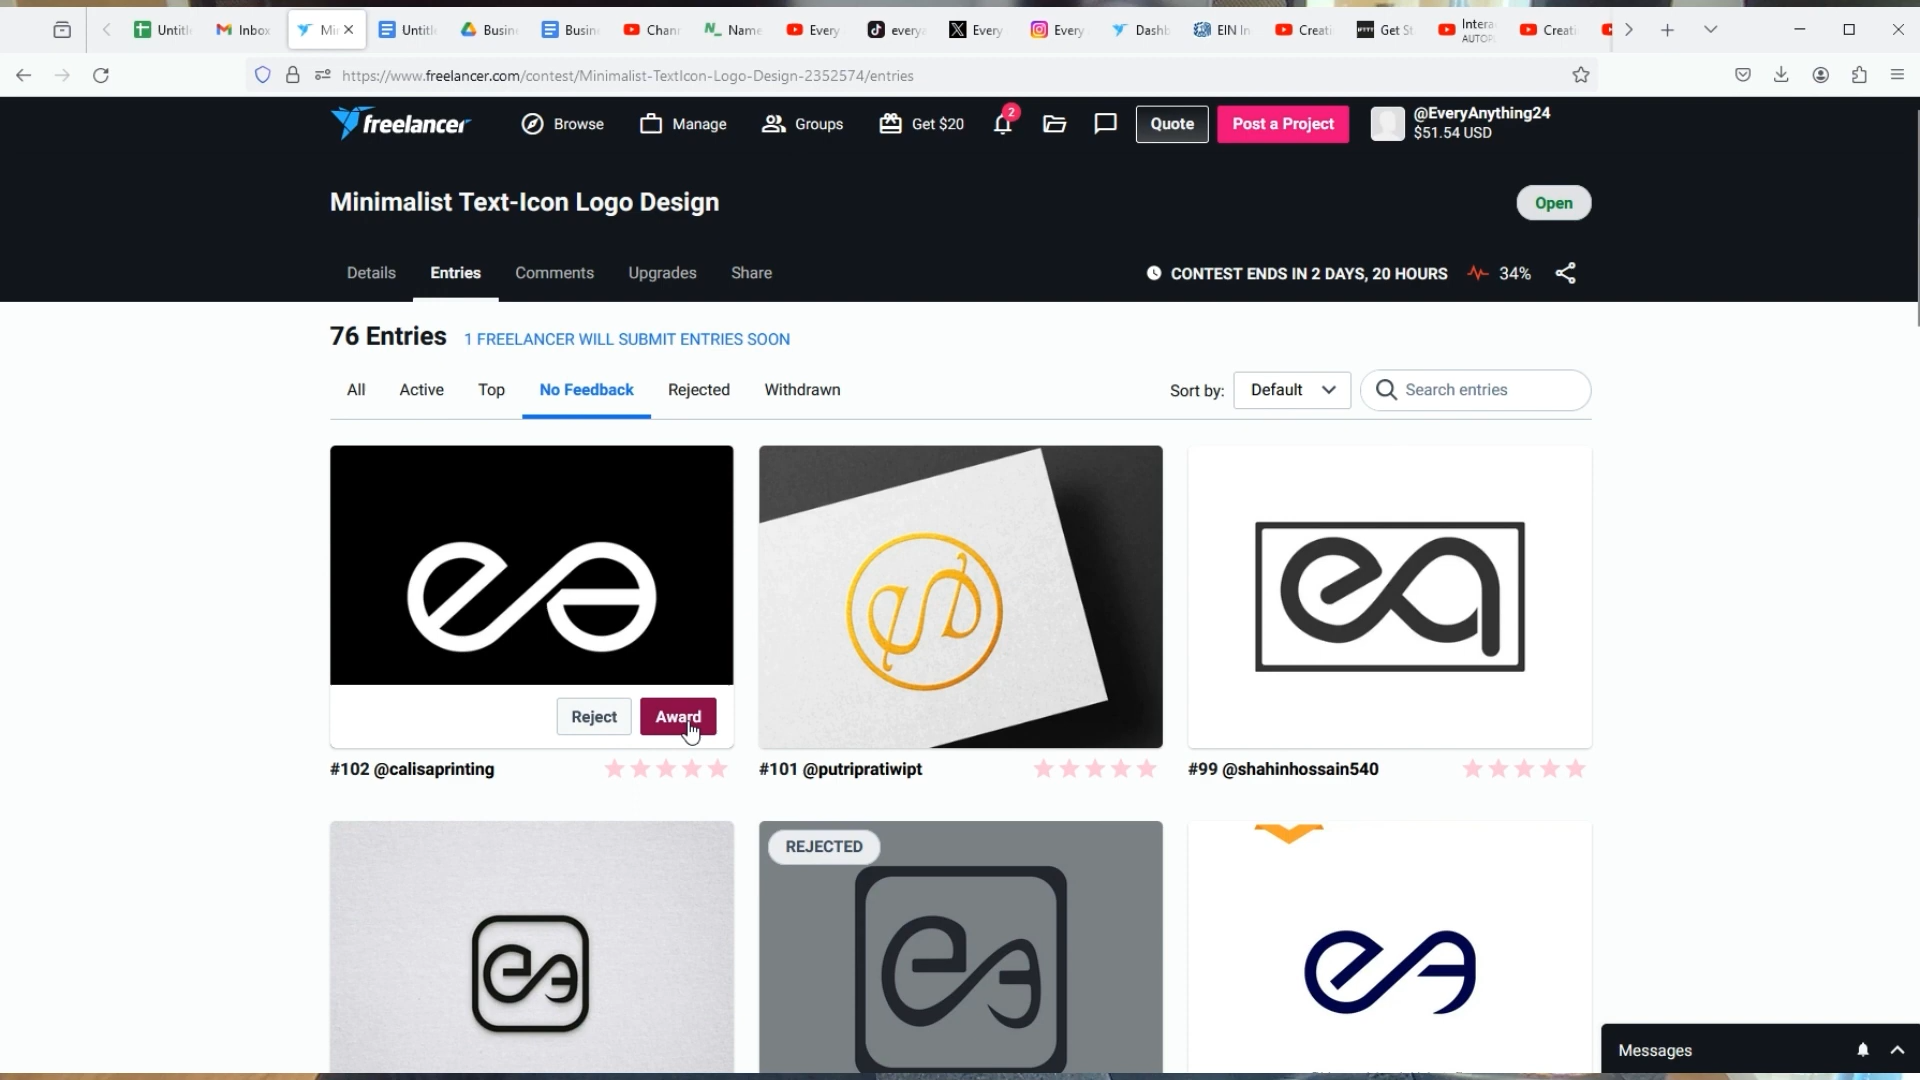 Untitl
Inbox
Mi
Untitl
Busin
Busin
Chann
Name
Every
everya
Every
Every
Dashb
EIN In
Creati
Get St
Intera
AUTOPL
Creati
https://www.freelancer.com/contest/Minimalist-TextIcon-Logo-Design-2352574/entries
freelancer
Browse
Manage
Groups
Get $20
2
Quote
Post a Project
@EveryAnything24
$51.54 USD
Minimalist Text-Icon Logo Design
Open
Details
Entries
Comments
Upgrades
Share
CONTEST ENDS IN 2 DAYS, 20 HOURS
34%
76 Entries
1 FREELANCER WILL SUBMIT ENTRIES SOON
All
Active
Top
No Feedback
Rejected
Withdrawn
Sort by:
Default
Search entries
ea
Reject
Award
#102 @calisaprinting
#101 @putripratiwipt
#99 @shahinhossain540
REJECTED
Messages